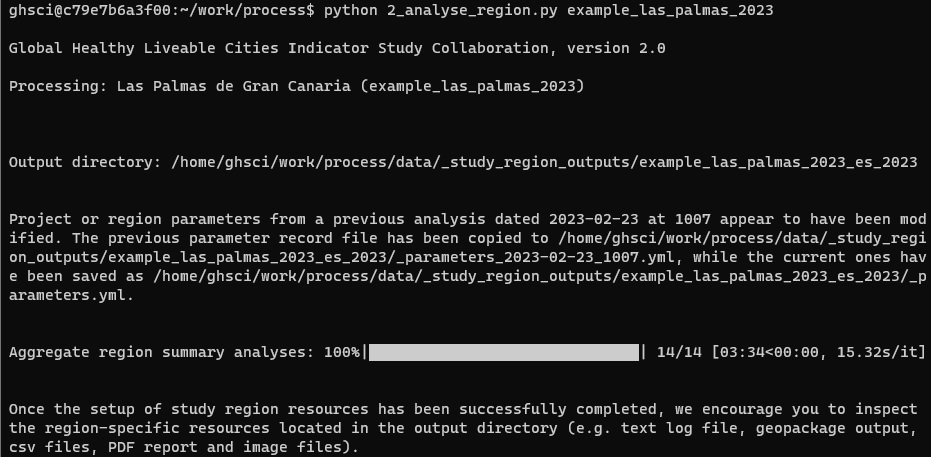 ghsci@c79e7b6a3f00:~/work/process$ python 2_analyse_region.py example_las_palmas_2023
Global Healthy Liveable Cities Indicator Study Collaboration, version 2.0
Processing: Las Palmas de Gran Canaria (example_las_palmas_2023)
Output directory: /home/ghsci/work/process/data/_study_region_outputs/example_las_palmas_2023_es_2023
Project or region parameters from a previous analysis dated 2023-02-23 at 1007 appear to have been mod
ified. The previous parameter record file has been copied to /home/ghsci/work/process/data/_study_regi
on_outputs/example_las_palmas_2023_es_2023/_parameters_2023-02-23_1007.yml, while the current ones hav
e been saved as /home/ghsci/work/process/data/_study_region_outputs/example_las_palmas_2023_es_2023/_p
arameters.yml.
Aggregate region summary analyses: 100%|██████████████████████████████| 14/14 [03:34<00:00, 15.32s/it]
Once the setup of study region resources has been successfully completed, we encourage you to inspect
the region-specific resources located in the output directory (e.g. text log file, geopackage output,
csv files, PDF report and image files).